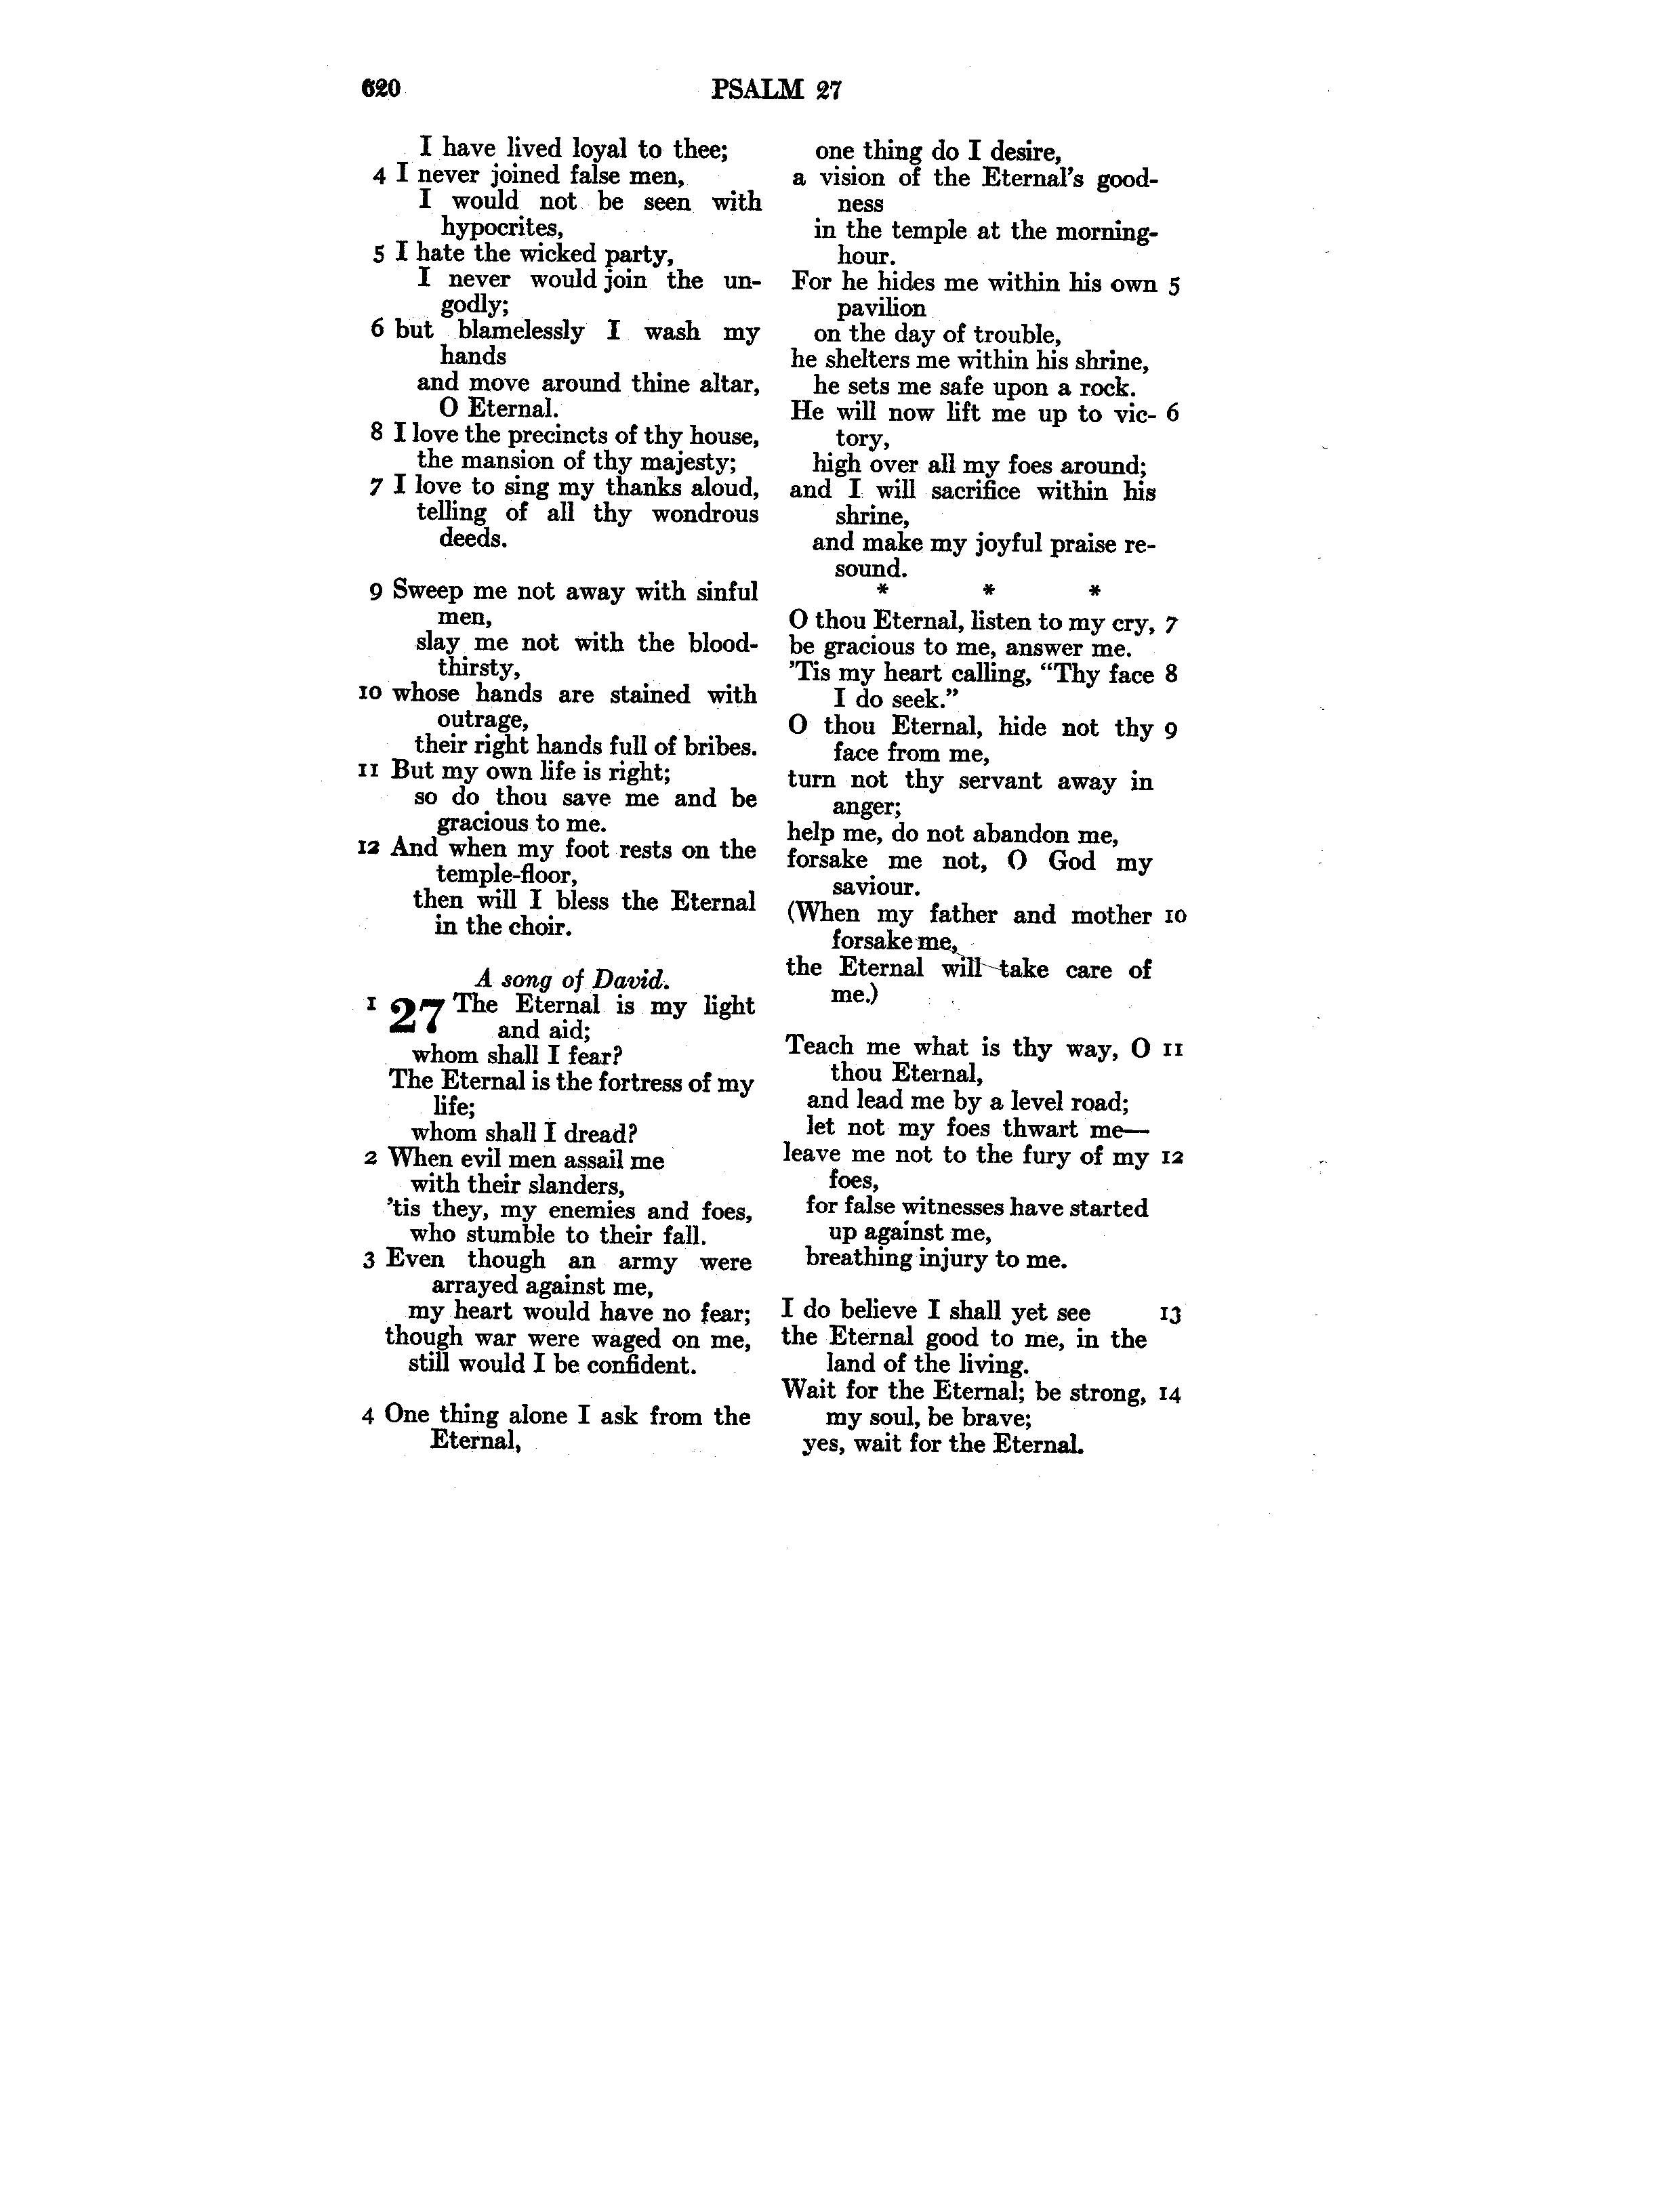 620
PSALM 27
I have lived loyal to thee;
4 I never joined false men,
I would not be seen with
hypocrites,
5 I hate the wicked party,
I never would join the un-
godly;
6 but blamelessly I wash my
hands
and move around thine altar,
O Eternal.
8 I love the precincts of thy house,
the mansion of thy majesty;
7 I love to sing my thanks aloud,
telling of all thy wondrous
deeds.
9 Sweep me not away with sinful
men,
slay me not with the blood-
thirsty,
10 whose hands are stained with
outrage,
their right hands full of bribes.
11 But my own life is right;
so do thou save me and be
gracious to me.
12 And when my foot rests on the
temple-floor,
then will I bless the Eternal
in the choir.
A song of David.
1 27 The Eternal is my light
and aid;
whom shall I fear?
The Eternal is the fortress of my
life;
whom shall I dread?
2 When evil men assail me
with their slanders,
'tis they, my enemies and foes,
who stumble to their fall.
3 Even though an army were
arrayed against me,
my heart would have no fear;
though war were waged on me,
still would I be confident.
4 One thing alone I ask from the
Eternal,
one thing do I desire,
a vision of the Eternal's good-
ness
in the temple at the morning-
hour.
For he hides me within his own 5
pavilion
on the day of trouble,
he shelters me within his shrine,
he sets me safe upon a rock.
He will now lift me up to vic- 6
tory,
high over all my foes around;
and I will sacrifice within his
shrine,
and make my joyful praise re-
sound.
* * *
O thou Eternal, listen to my cry, 7
be gracious to me, answer me.
'Tis my heart calling, "Thy face 8
I do seek."
O thou Eternal, hide not thy 9
face from me,
turn not thy servant away in
anger;
help me, do not abandon me,
forsake me not, O God my
saviour.
(When my father and mother 10
forsake me,
the Eternal will take care of
me.)
Teach me what is thy way, O 11
thou Eternal,
and lead me by a level road;
let not my foes thwart me—
leave me not to the fury of my 12
foes,
for false witnesses have started
up against me,
breathing injury to me.
I do believe I shall yet see 13
the Eternal good to me, in the
land of the living.
Wait for the Eternal; be strong, 14
my soul, be brave;
yes, wait for the Eternal.